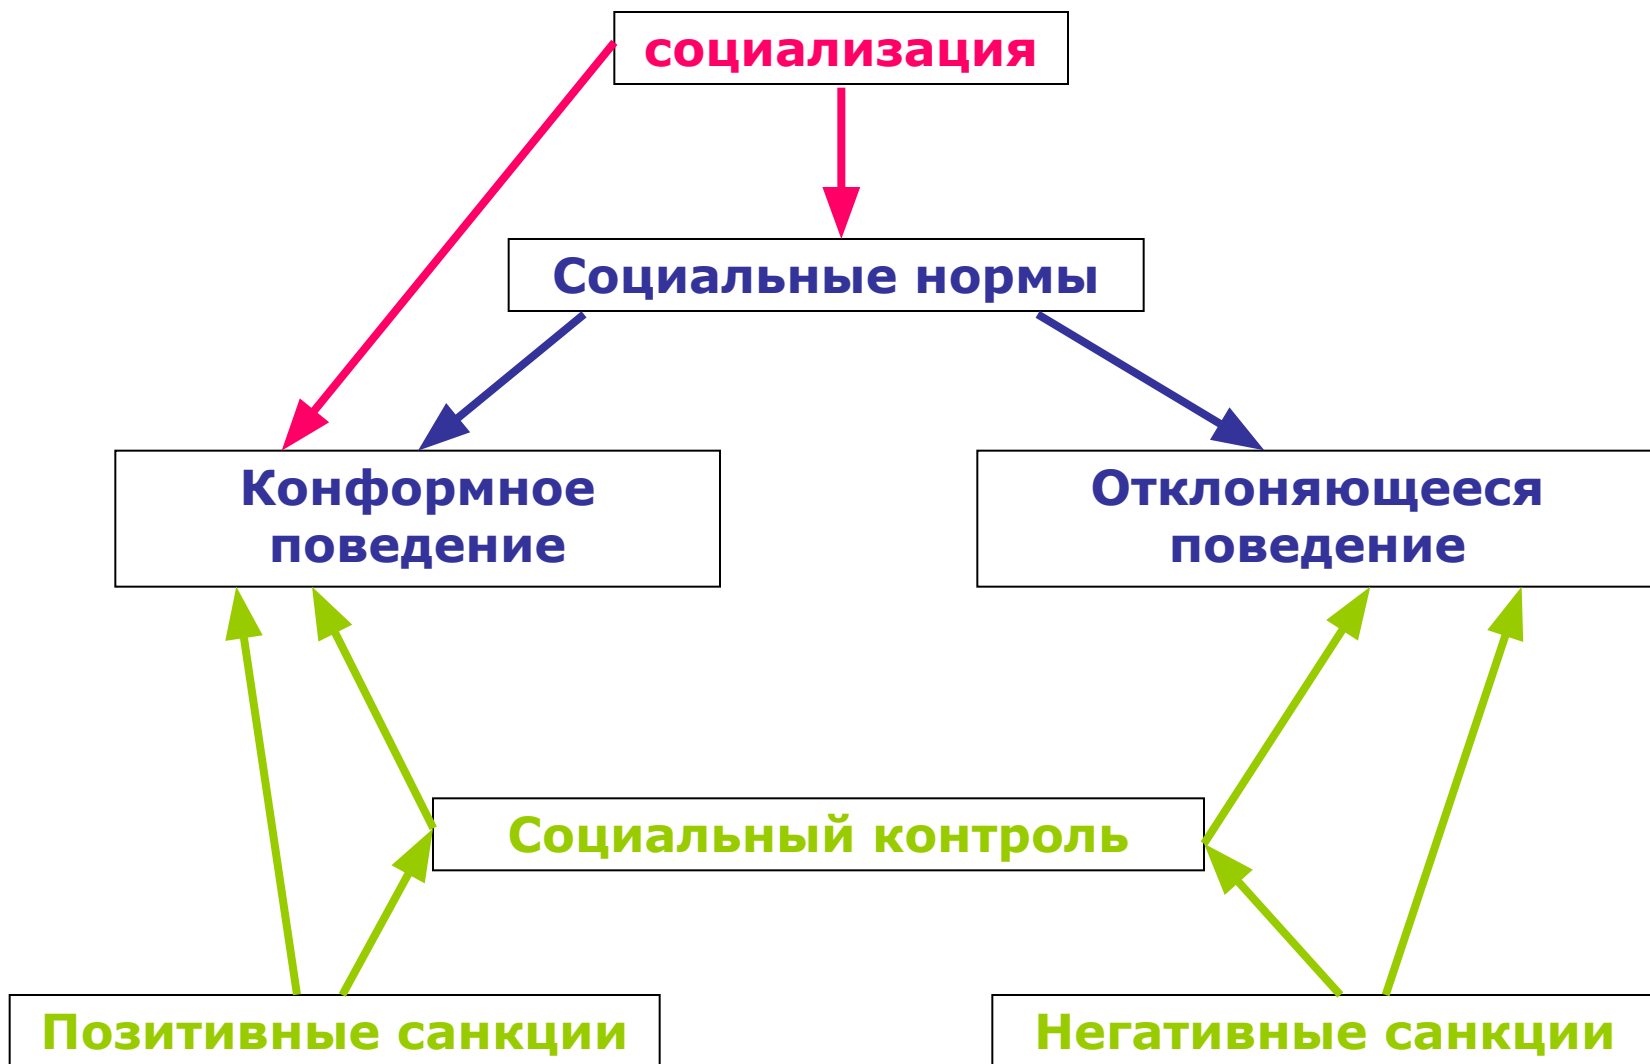 социализация
Социальные нормы
Конформное
поведение
Отклоняющееся
поведение
Социальный контроль
Позитивные санкции
Негативные санкции